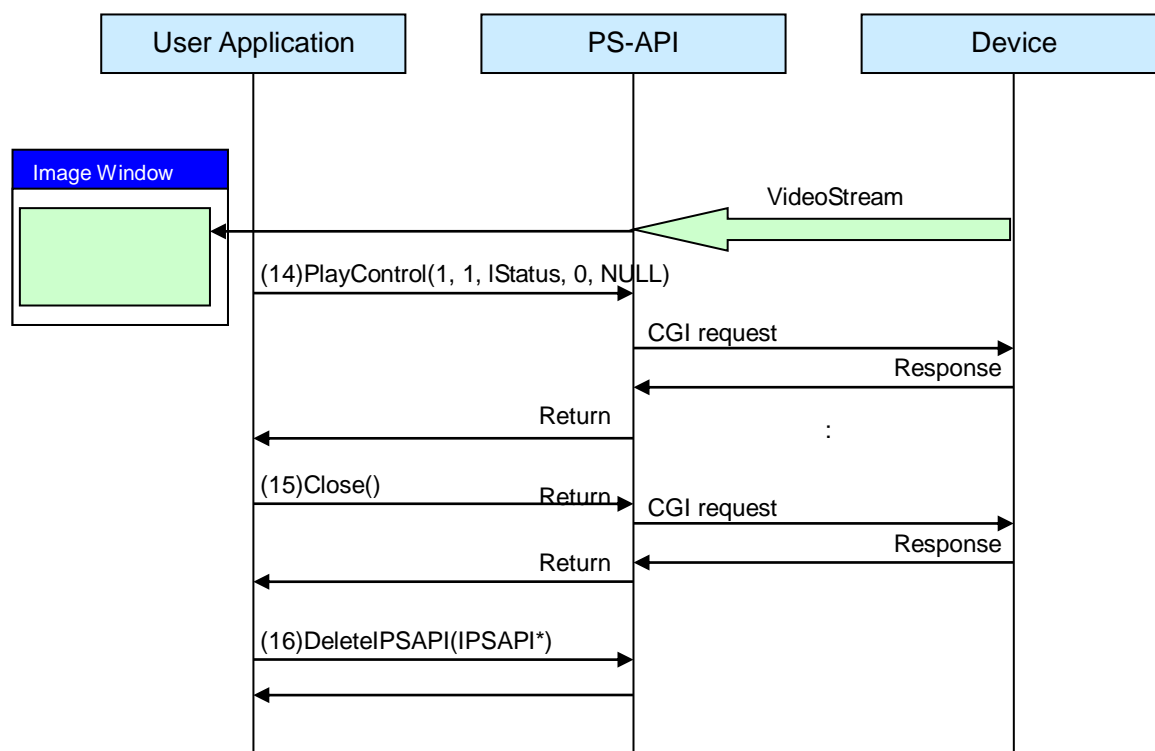 User Application
PS-API
Device
Image Window
VideoStream
(14)PlayControl(1, 1, lStatus, 0, NULL)
CGI request
Response
Return
:
(15)Close()
Return
CGI request
Response
Return
(16)DeleteIPSAPI(IPSAPI*)